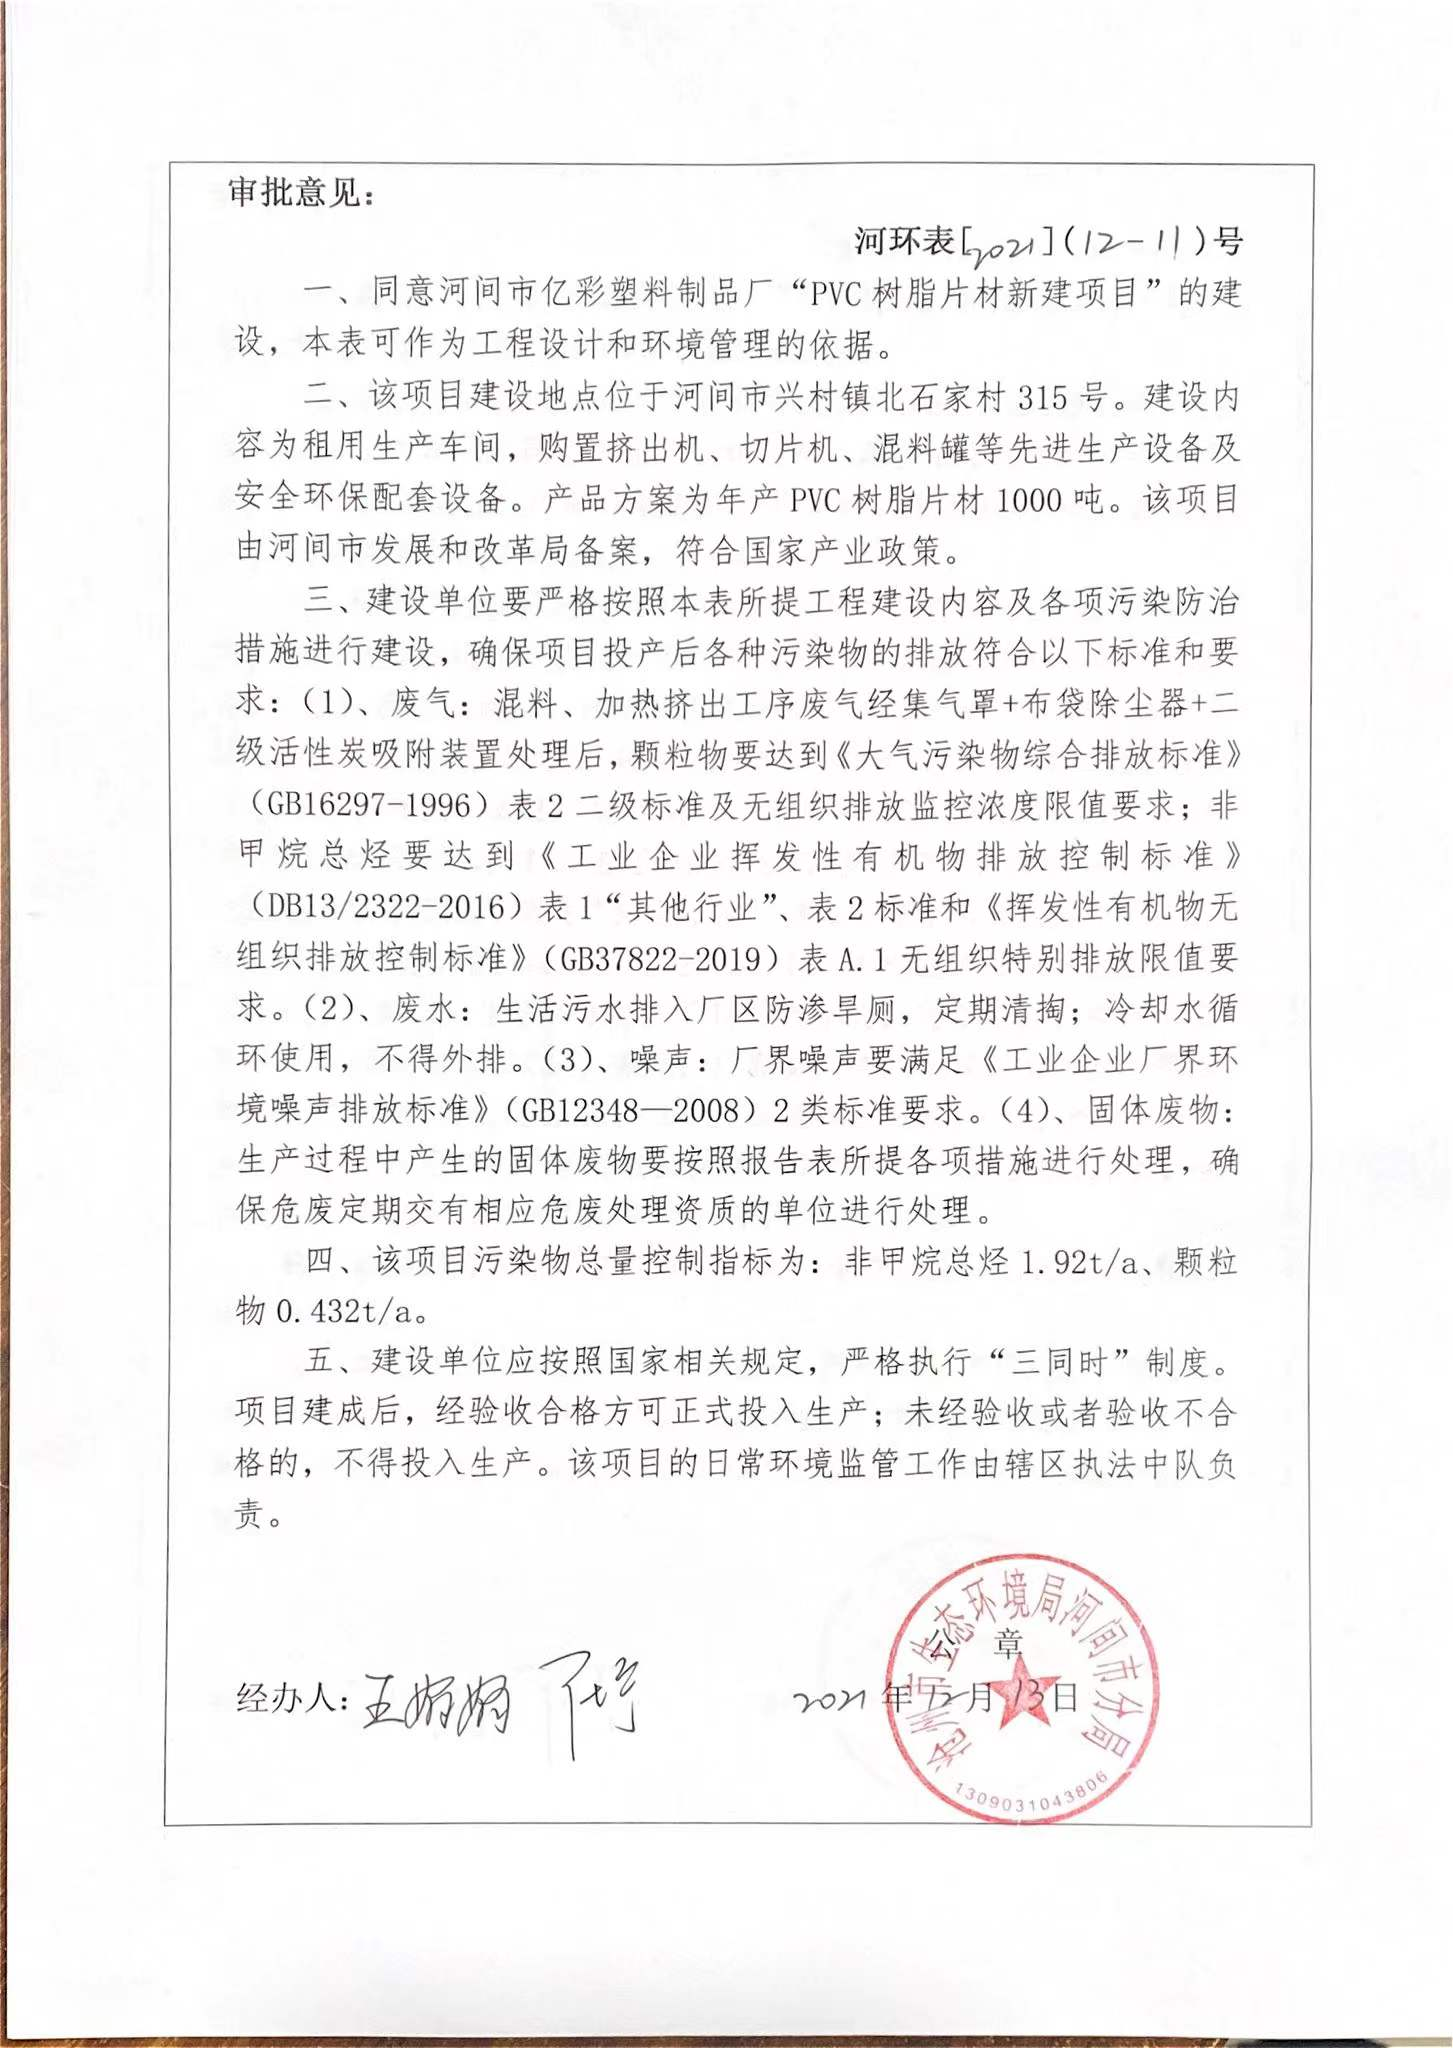 审批意见：
河环表[2021](12-11)号
一、同意河间市亿彩塑料制品厂“PVC 树脂片材新建项目”的建
设，本表可作为工程设计和环境管理的依据。
二、该项目建设地点位于河间市兴村镇北石家村 315 号。建设内
容为租用生产车间，购置挤出机、切片机、混料罐等先进生产设备及
安全环保配套设备。产品方案为年产 PVC 树脂片材 1000 吨。该项目
由河间市发展和改革局备案，符合国家产业政策。
三、建设单位要严格按照本表所提工程建设内容及各项污染防治
措施进行建设，确保项目投产后各种污染物的排放符合以下标准和要
求：（1）、废气：混料、加热挤出工序废气经集气罩+布袋除尘器+二
级活性炭吸附装置处理后，颗粒物要达到《大气污染物综合排放标准》
（GB16297-1996）表 2 二级标准及无组织排放监控浓度限值要求；非
甲烷总烃要达到《工业企业挥发性有机物排放控制标准》
（DB13/2322-2016）表 1“其他行业”、表 2 标准和《挥发性有机物无
组织排放控制标准》（GB37822-2019）表 A.1 无组织特别排放限值要
求。（2）、废水：生活污水排入厂区防渗旱厕，定期清掏；冷却水循
环使用，不得外排。（3）、噪声：厂界噪声要满足《工业企业厂界环
境噪声排放标准》（GB12348—2008）2 类标准要求。（4）、固体废物：
生产过程中产生的固体废物要按照报告表所提各项措施进行处理，确
保危废定期交有相应危废处理资质的单位进行处理。
四、该项目污染物总量控制指标为：非甲烷总烃 1.92t/a、颗粒
物 0.432t/a。
五、建设单位应按照国家相关规定，严格执行“三同时”制度。
项目建成后，经验收合格方可正式投入生产；未经验收或者验收不合
格的，不得投入生产。该项目的日常环境监管工作由辖区执法中队负
责。
沧州市生态环境局河间市分局
公 章
经办人：王娟娟
2021 年 12 月 13 日
1309031043806